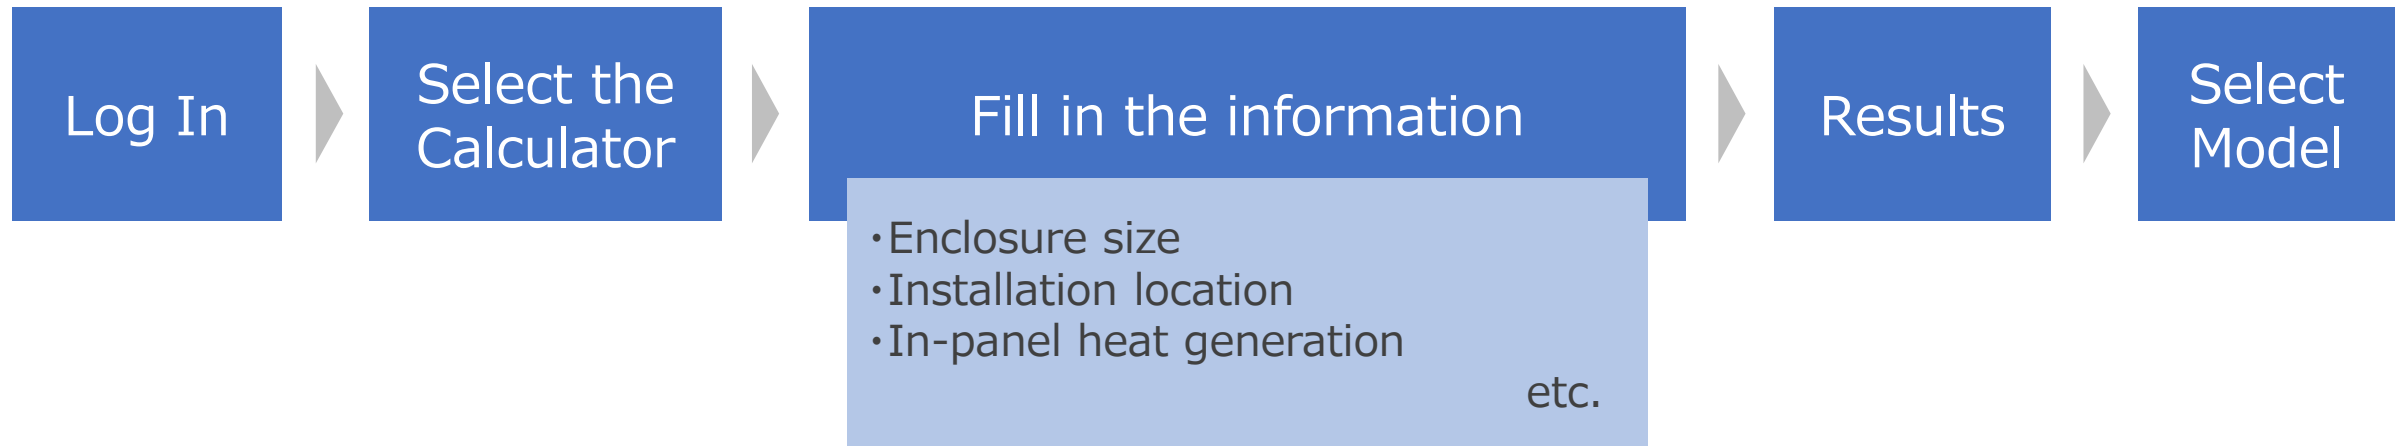 Log In
Select the
Calculator
Fill in the information
・Enclosure size
・Installation location
・In-panel heat generation
etc.
Results
Select
Model